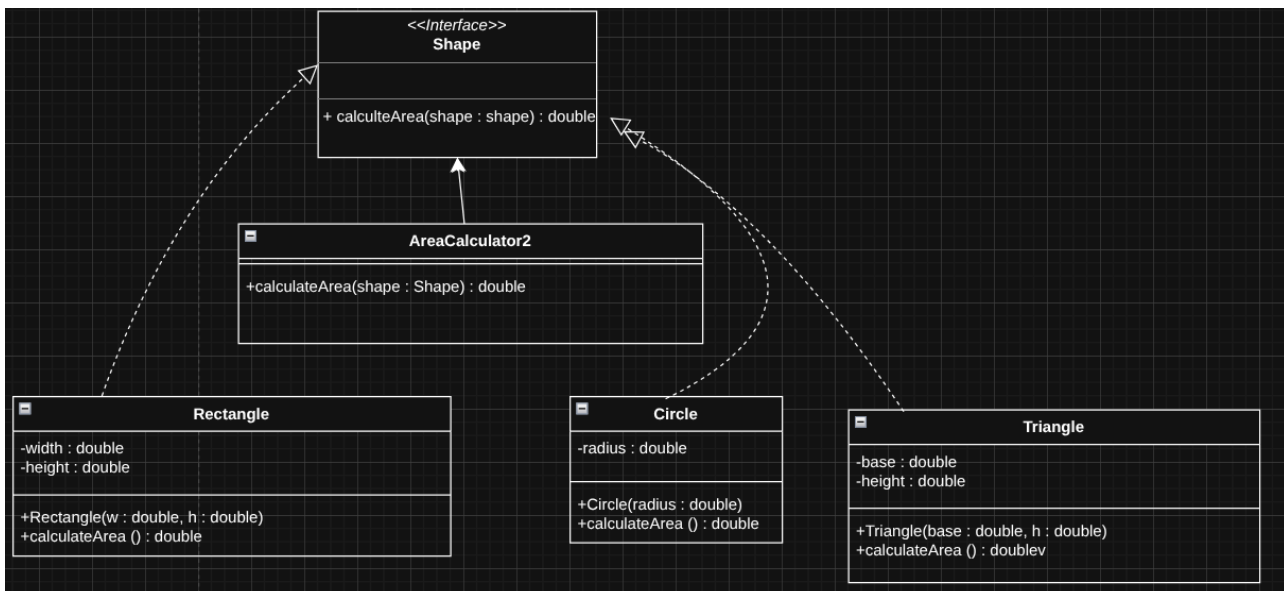 <<Interface>>
Shape
+ calculteArea(shape : shape) : double
AreaCalculator2
+calculateArea(shape : Shape) : double
Rectangle
-width : double
-height : double
+Rectangle(w : double, h : double)
+calculateArea () : double
Circle
-radius : double
+Circle(radius : double)
+calculateArea () : double
Triangle
-base : double
-height : double
+Triangle(base : double, h : double)
+calculateArea () : doublev